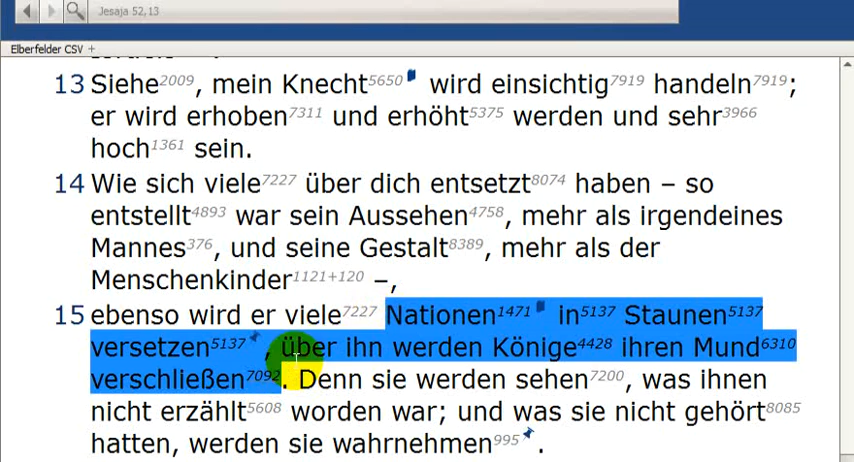 Jesaja 52,13
Elberfelder CSV +
13 Siehe2009, mein Knecht5650 wird einsichtig7919 handeln7919;
er wird erhoben7311 und erhöht5375 werden und sehr3966
hoch1361 sein.
14 Wie sich viele7227 über dich entsetzt8074 haben – so
entstellt4893 war sein Aussehen4758, mehr als irgendeines
Mannes376, und seine Gestalt8389, mehr als der
Menschenkinder1121+120 –,
15 ebenso wird er viele7227 Nationen1471 in5137 Staunen5137
versetzen5137, über ihn werden Könige4428 ihren Mund6310
verschließen7092. Denn sie werden sehen7200, was ihnen
nicht erzählt5608 worden war; und was sie nicht gehört8085
hatten, werden sie wahrnehmen995.